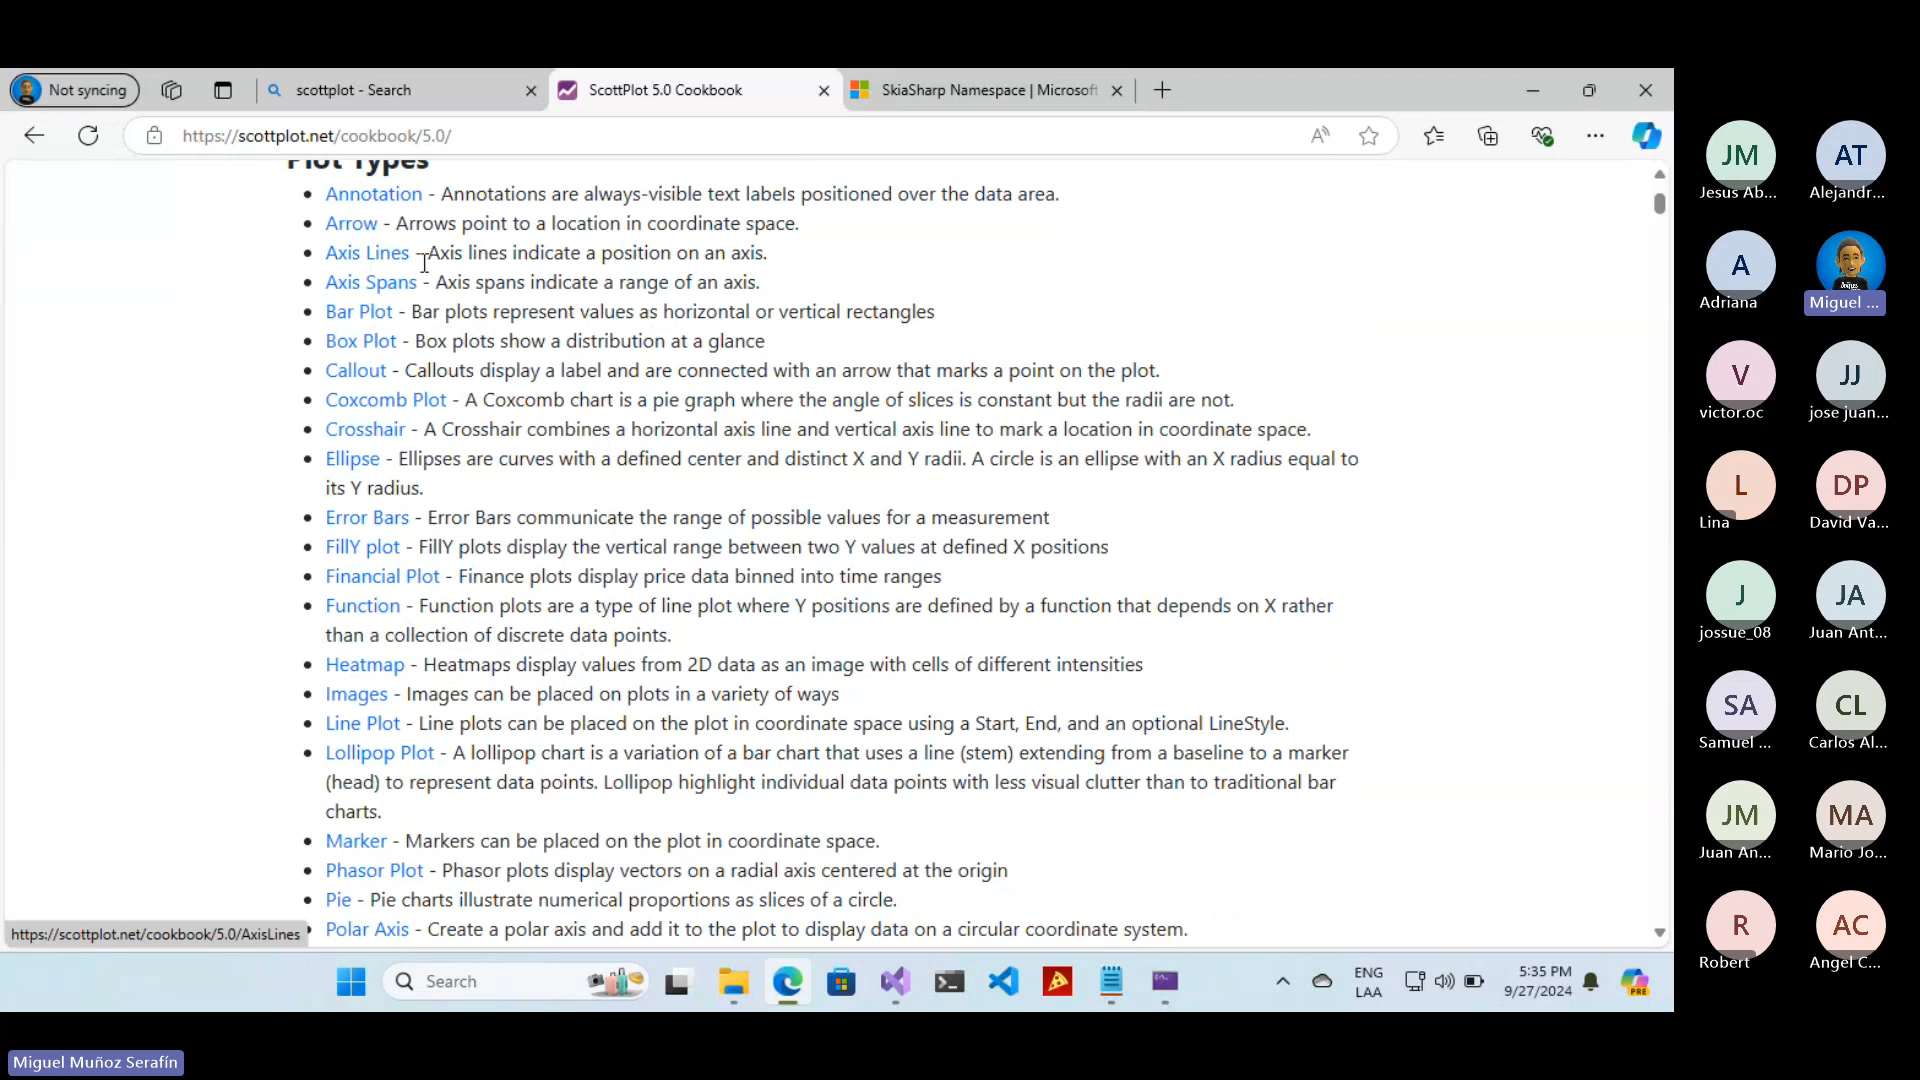 Not syncing
scottplot - Search
ScottPlot 5.0 Cookbook
SkiaSharp Namespace | Microsoft
https://scottplot.net/cookbook/5.0/
Plot Types
Annotation - Annotations are always-visible text labels positioned over the data area.
Arrow - Arrows point to a location in coordinate space.
Axis Lines - Axis lines indicate a position on an axis.
Axis Spans - Axis spans indicate a range of an axis.
Bar Plot - Bar plots represent values as horizontal or vertical rectangles
Box Plot - Box plots show a distribution at a glance
Callout - Callouts display a label and are connected with an arrow that marks a point on the plot.
Coxcomb Plot - A Coxcomb chart is a pie graph where the angle of slices is constant but the radii are not.
Crosshair - A Crosshair combines a horizontal axis line and vertical axis line to mark a location in coordinate space.
Ellipse - Ellipses are curves with a defined center and distinct X and Y radii. A circle is an ellipse with an X radius equal to
its Y radius.
Error Bars - Error Bars communicate the range of possible values for a measurement
FillY plot - FillY plots display the vertical range between two Y values at defined X positions
Financial Plot - Finance plots display price data binned into time ranges
Function - Function plots are a type of line plot where Y positions are defined by a function that depends on X rather
than a collection of discrete data points.
Heatmap - Heatmaps display values from 2D data as an image with cells of different intensities
Images - Images can be placed on plots in a variety of ways
Line Plot - Line plots can be placed on the plot in coordinate space using a Start, End, and an optional LineStyle.
Lollipop Plot - A lollipop chart is a variation of a bar chart that uses a line (stem) extending from a baseline to a marker
(head) to represent data points. Lollipop highlight individual data points with less visual clutter than to traditional bar
charts.
Marker - Markers can be placed on the plot in coordinate space.
Phasor Plot - Phasor plots display vectors on a radial axis centered at the origin
Pie - Pie charts illustrate numerical proportions as slices of a circle.
Polar Axis - Create a polar axis and add it to the plot to display data on a circular coordinate system.
https://scottplot.net/cookbook/5.0/AxisLines
Search
ENG
LAA
5:35 PM
9/27/2024
PRE
JM
Jesus Ab...
AT
Alejandr...
A
Adriana
Miguel ...
V
victor.oc
JJ
jose juan...
L
Lina
DP
David Va...
J
jossue_08
JA
Juan Ant...
SA
Samuel ...
CL
Carlos Al...
JM
Juan An...
MA
Mario Jo...
R
Robert
AC
Angel C...
Miguel Muñoz Serafín